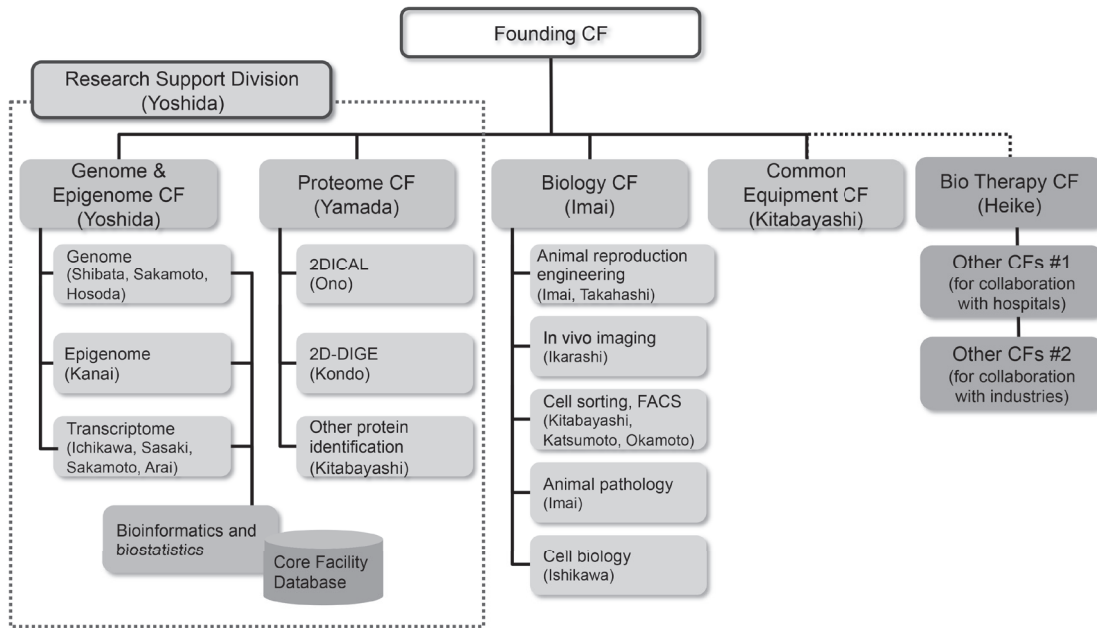 Founding CF
Research Support Division
(Yoshida)
Genome &
Epigenome CF
(Yoshida)
Genome
(Shibata, Sakamoto,
Hosoda)
Epigenome
(Kanai)
Transcriptome
(Ichikawa, Sasaki,
Sakamoto, Arai)
Bioinformatics and
biostatistics
Core Facility
Database
Proteome CF
(Yamada)
2DICAL
(Ono)
2D-DIGE
(Kondo)
Other protein
identification
(Kitabayashi)
Biology CF
(Imai)
Animal reproduction
engineering
(Imai, Takahashi)
In vivo imaging
(Ikarashi)
Cell sorting, FACS
(Kitabayashi,
Katsumoto, Okamoto)
Animal pathology
(Imai)
Cell biology
(Ishikawa)
Common
Equipment CF
(Kitabayashi)
Bio Therapy CF
(Heike)
Other CFs #1
(for collaboration
with hospitals)
Other CFs #2
(for collaboration
with industries)